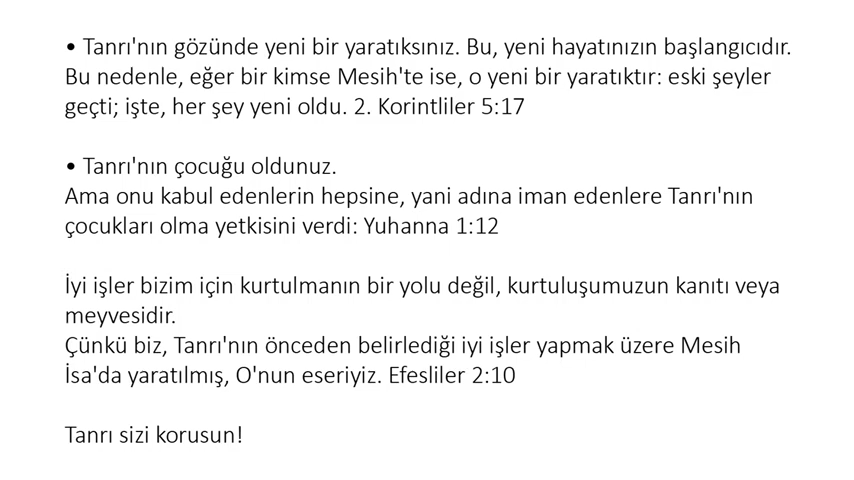 • Tanrı'nın gözünde yeni bir yaratıksınız. Bu, yeni hayatınızın başlangıcıdır.
Bu nedenle, eğer bir kimse Mesih'te ise, o yeni bir yaratıktır: eski şeyler
geçti; işte, her şey yeni oldu. 2. Korintliler 5:17
• Tanrı'nın çocuğu oldunuz.
Ama onu kabul edenlerin hepsine, yani adına iman edenlere Tanrı'nın
çocukları olma yetkisini verdi: Yuhanna 1:12
İyi işler bizim için kurtulmanın bir yolu değil, kurtuluşumuzun kanıtı veya
meyvesidir.
Çünkü biz, Tanrı'nın önceden belirlediği iyi işler yapmak üzere Mesih
İsa'da yaratılmış, O'nun eseriyiz. Efesliler 2:10
Tanrı sizi korusun!